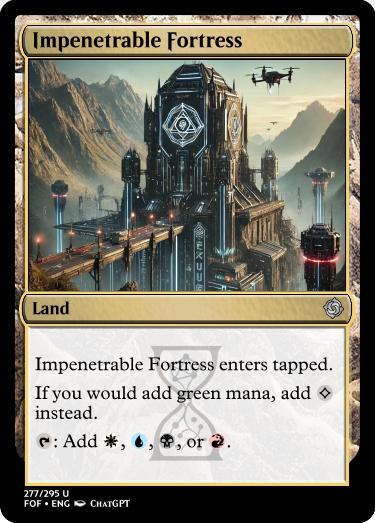 Impenetrable Fortress
Land
Impenetrable Fortress enters tapped.
If you would add green mana, add
instead.
: Add , , , or .
277/295 U
FOF • ENG ChatGPT